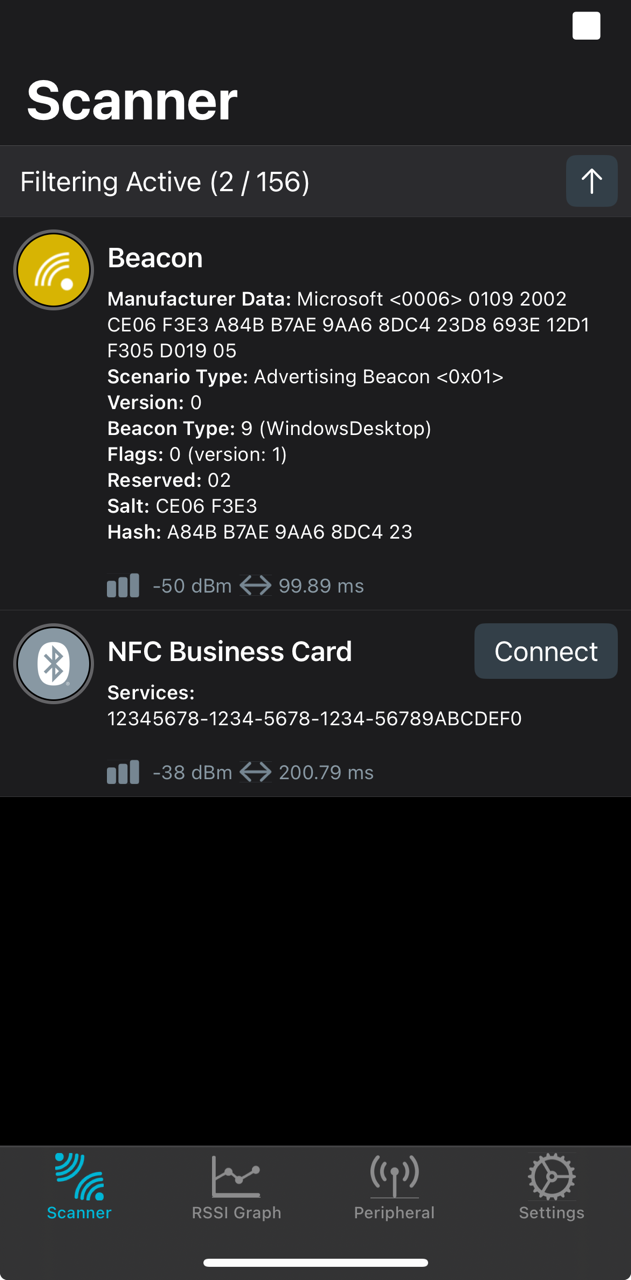 Scanner
Filtering Active (2 / 156)
Beacon
Manufacturer Data: Microsoft <0006> 0109 2002
CE06 F3E3 A84B B7AE 9AA6 8DC4 23D8 693E 12D1
F305 D019 05
Scenario Type: Advertising Beacon <0x01>
Version: 0
Beacon Type: 9 (WindowsDesktop)
Flags: 0 (version: 1)
Reserved: 02
Salt: CE06 F3E3
Hash: A84B B7AE 9AA6 8DC4 23
-50 dBm 99.89 ms
NFC Business Card
Connect
Services:
12345678-1234-5678-1234-56789ABCDEF0
-38 dBm 200.79 ms
Scanner
RSSI Graph
Peripheral
Settings